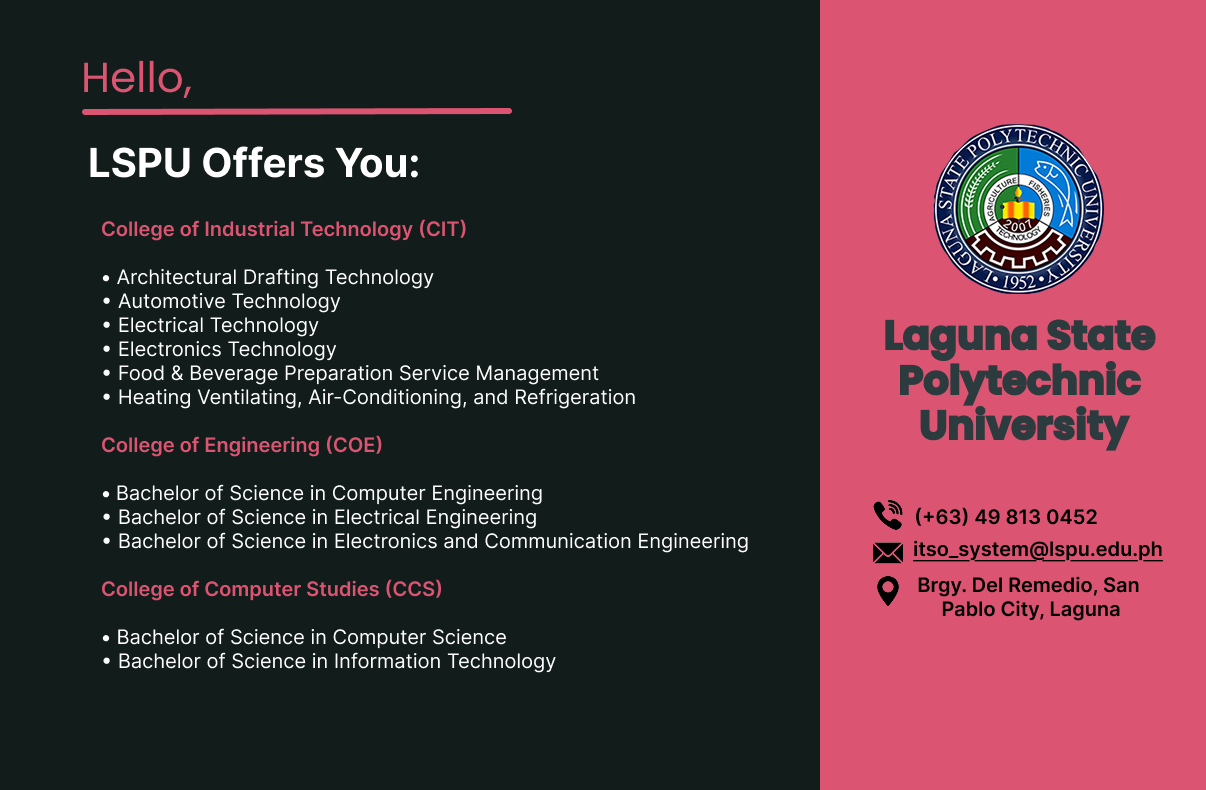 Hello,
LSPU Offers You:
College of Industrial Technology (CIT)
• Architectural Drafting Technology
• Automotive Technology
• Electrical Technology
• Electronics Technology
• Food & Beverage Preparation Service Management
• Heating Ventilating, Air-Conditioning, and Refrigeration
College of Engineering (COE)
• Bachelor of Science in Computer Engineering
• Bachelor of Science in Electrical Engineering
• Bachelor of Science in Electronics and Communication Engineering
College of Computer Studies (CCS)
• Bachelor of Science in Computer Science
• Bachelor of Science in Information Technology
LAGUNA STATE POLYTECHNIC UNIVERSITY
• 1952 •
AGRICULTURE
FISHERIES
2007
TECHNOLOGY
Laguna State
Polytechnic
University
(+63) 49 813 0452
itso_system@lspu.edu.ph
Brgy. Del Remedio, San
Pablo City, Laguna